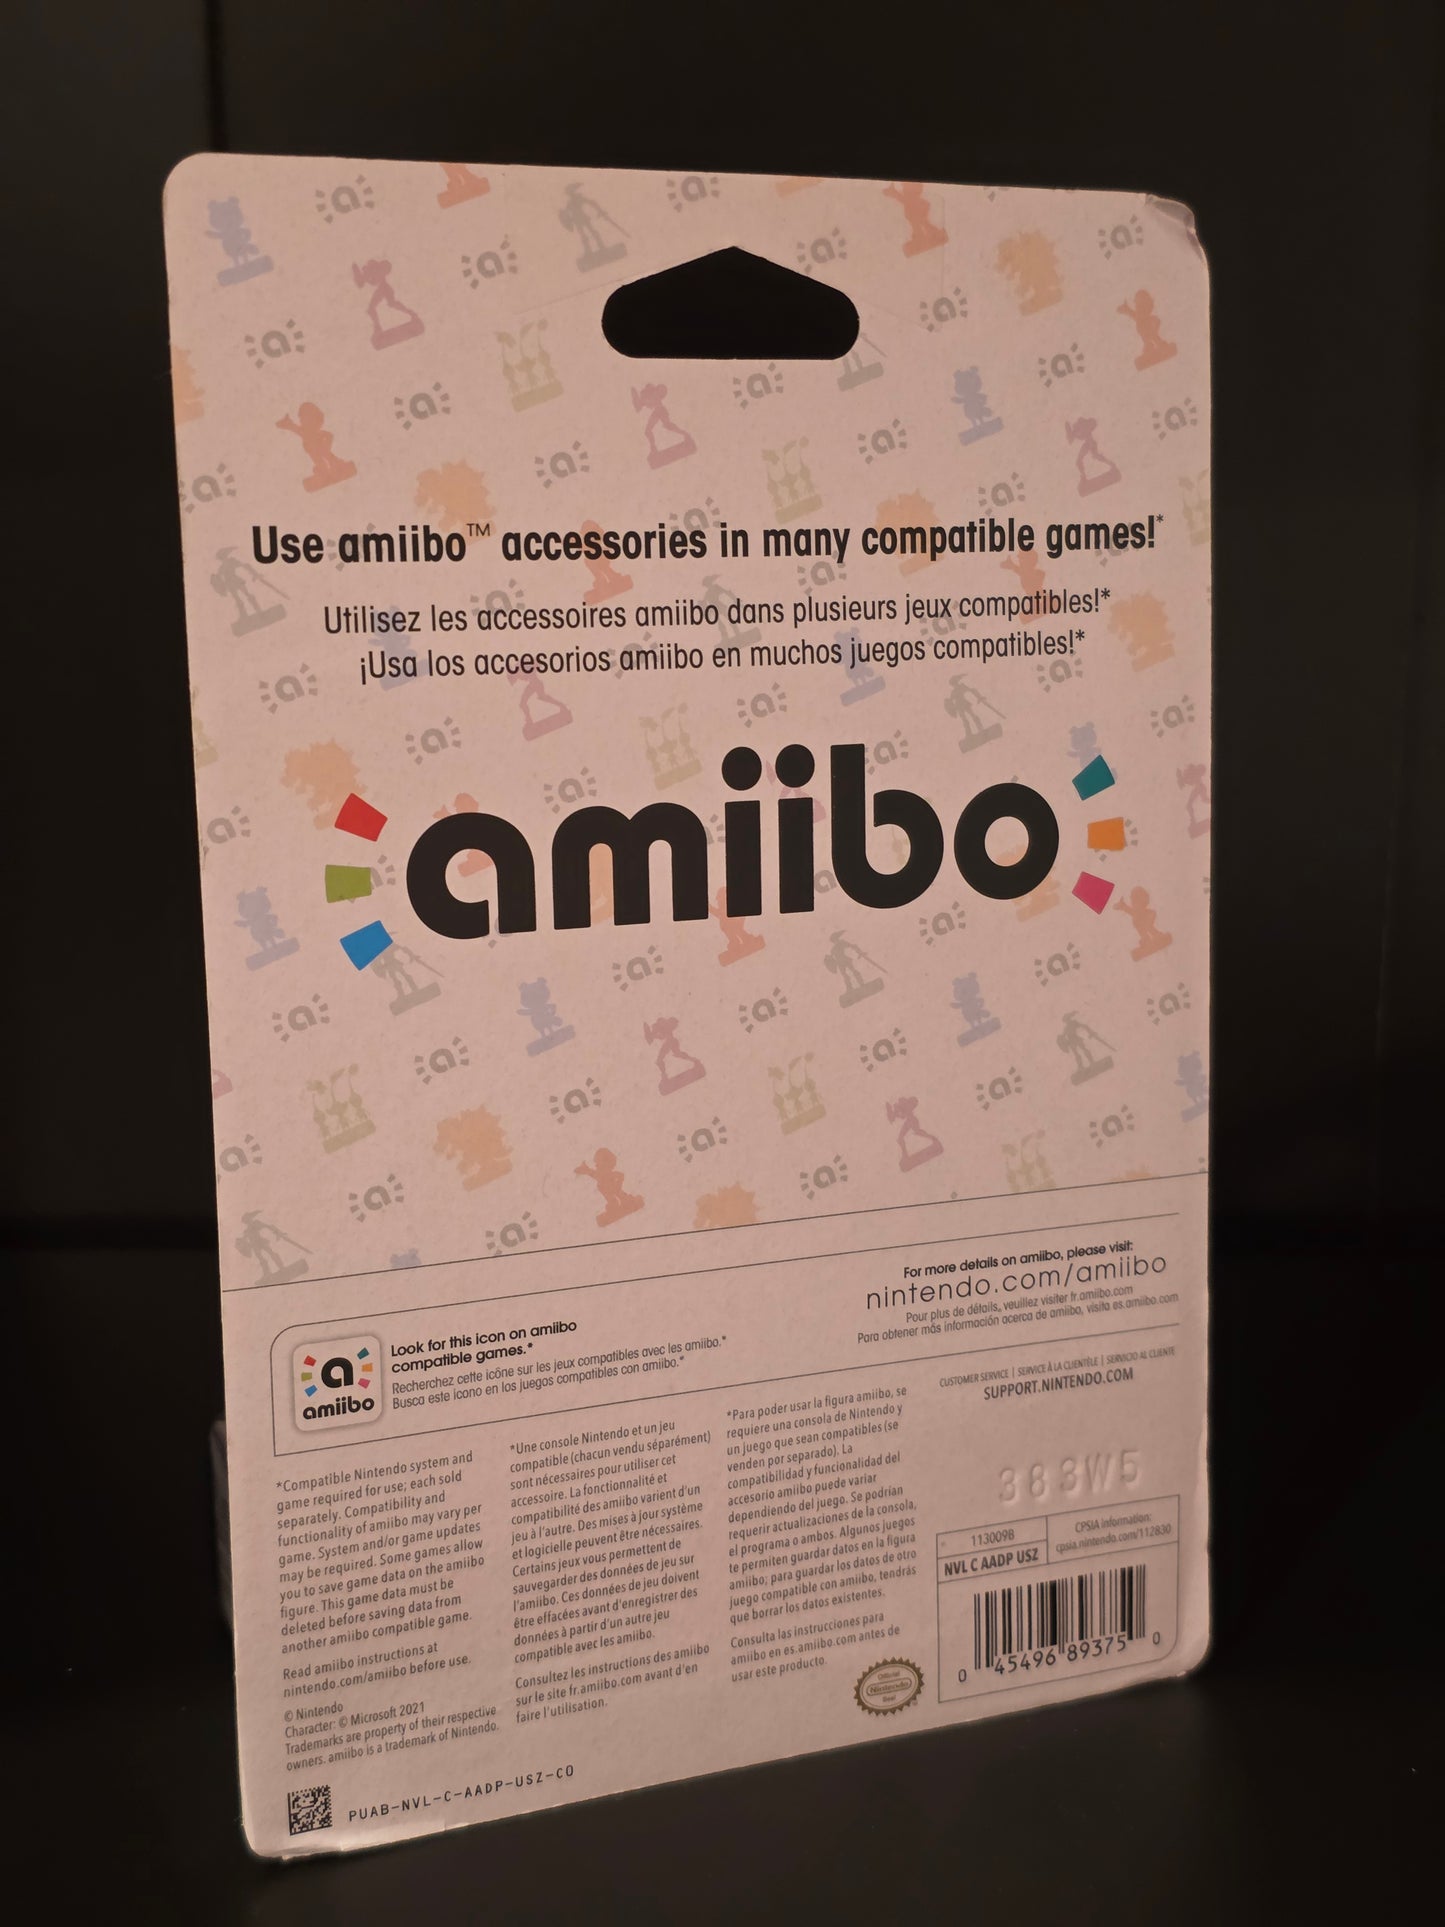 Use amiibo™ accessories in many compatible games!*
Utilisez les accessoires amiibo dans plusieurs jeux compatibles!*
¡Usa los accesorios amiibo en muchos juegos compatibles!*
amiibo
For more details on amiibo, please visit:
nintendo.com/amiibo
Pour plus de détails, veuillez visiter fr.amiibo.com
Para obtener más información acerca de amiibo, visita es.amiibo.com
a
amiibo
Look for this icon on amiibo
compatible games.*
Recherchez cette icône sur les jeux compatibles avec les amiibo.*
Busca este icono en los juegos compatibles con amiibo.*
*Compatible Nintendo system and
game required for use; each sold
separately. Compatibility and
functionality of amiibo may vary per
game. System and/or game updates
may be required. Some games allow
you to save game data on the amiibo
figure. This game data must be
deleted before saving data from
another amiibo compatible game.
Read amiibo instructions at
nintendo.com/amiibo before use.
© Nintendo
Character: © Microsoft 2021
Trademarks are property of their respective
owners. amiibo is a trademark of Nintendo.
*Une console Nintendo et un jeu
compatible (chacun vendu séparément)
sont nécessaires pour utiliser cet
accessoire. La fonctionnalité et
compatibilité des amiibo varient d'un
jeu à l'autre. Des mises à jour système
et logicielle peuvent être nécessaires.
Certains jeux vous permettent de
sauvegarder des données de jeu sur
l'amiibo. Ces données de jeu doivent
être effacées avant d'enregistrer des
données à partir d'un autre jeu
compatible avec les amiibo.
Consultez les instructions des amiibo
sur le site fr.amiibo.com avant d'en
faire l'utilisation.
*Para poder usar la figura amiibo, se
requiere una consola de Nintendo y
un juego que sean compatibles (se
venden por separado). La
compatibilidad y funcionalidad del
accesorio amiibo puede variar
dependiendo del juego. Se podrían
requerir actualizaciones de la consola,
el programa o ambos. Algunos juegos
te permiten guardar datos en la figura
amiibo; para guardar los datos de otro
juego compatible con amiibo, tendrás
que borrar los datos existentes.
Consulta las instrucciones para
amiibo en es.amiibo.com antes de
usar este producto.
CUSTOMER SERVICE | SERVICE À LA CLIENTÈLE | SERVICIO AL CLIENTE
SUPPORT.NINTENDO.COM
383W5
113009B
NVL C AADP USZ
CPSIA information:
cpsia.nintendo.com/112830
0 45496 89375 0
Official
Nintendo
Seal
PUAB-NVL-C-AADP-USZ-C0